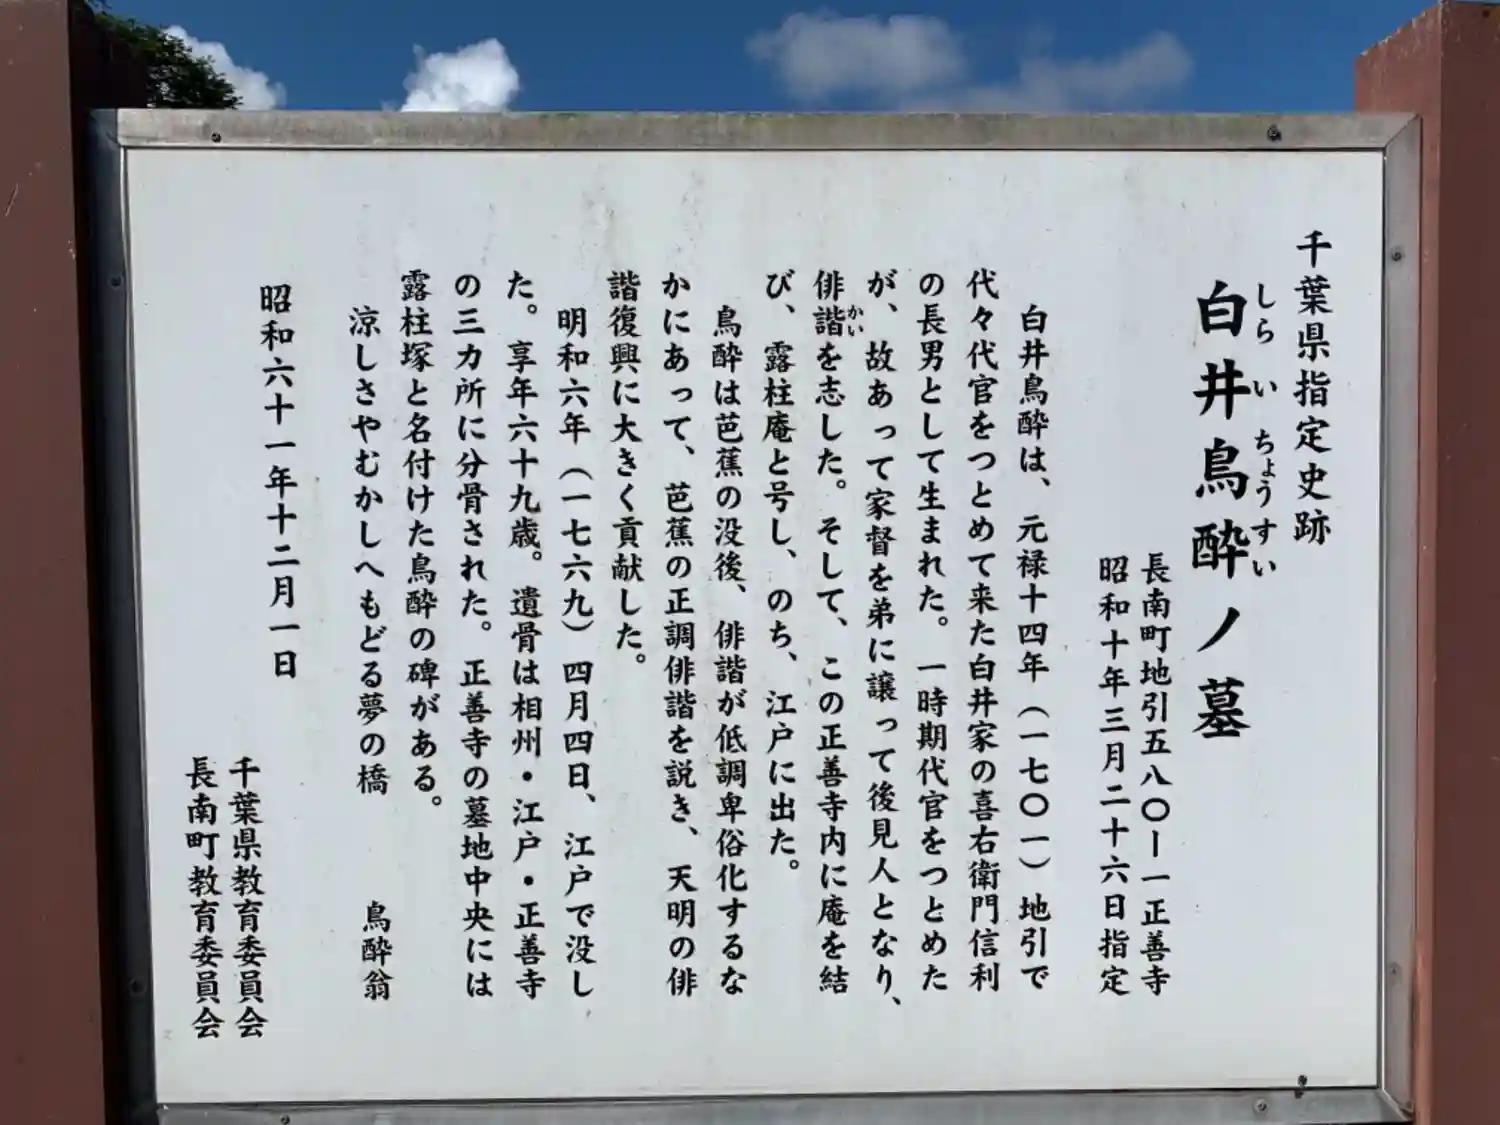 千葉県指定史跡
しら い ちょうすい
白井鳥酔ノ墓
長南町地引五八〇ー一正善寺
昭和十年三月二十六日指定
白井鳥酔は、元禄十四年（一七〇一）地引で
代々代官をつとめて来た白井家の喜右衛門信利
の長男として生まれた。一時期代官をつとめた
が、故あって家督を弟に譲って後見人となり、
かい
俳諧を志した。そして、この正善寺内に庵を結
び、露柱庵と号し、のち、江戸に出た。
鳥酔は芭蕉の没後、俳諧が低調卑俗化するな
かにあって、芭蕉の正調俳諧を説き、天明の俳
諧復興に大きく貢献した。
明和六年（一七六九）四月四日、江戸で没し
た。享年六十九歳。遺骨は相州・江戸・正善寺
の三カ所に分骨された。正善寺の墓地中央には
露柱塚と名付けた鳥酔の碑がある。
涼しさやむかしへもどる夢の橋 鳥酔翁
昭和六十一年十二月一日
千葉県教育委員会
長南町教育委員会